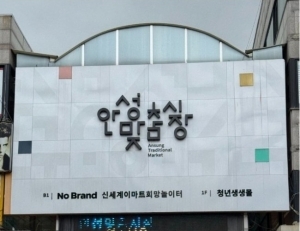 안성맞춤시장
Anseong
Traditional
Market
B1 | No Brand 신세계이마트희망놀이터 1F | 청년생생몰